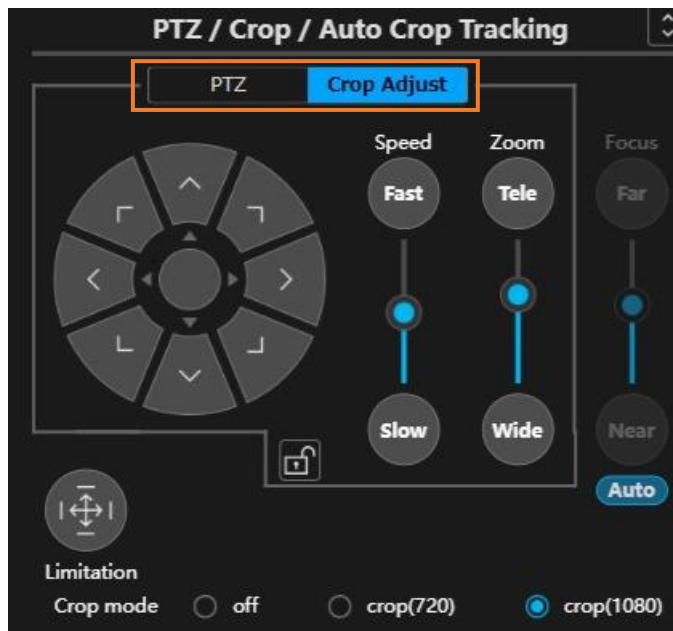 PTZ / Crop / Auto Crop Tracking
PTZ Crop Adjust
Speed Zoom Focus
Fast Tele Far
Slow Wide Near
Auto
Limitation
Crop mode off crop(720) crop(1080)